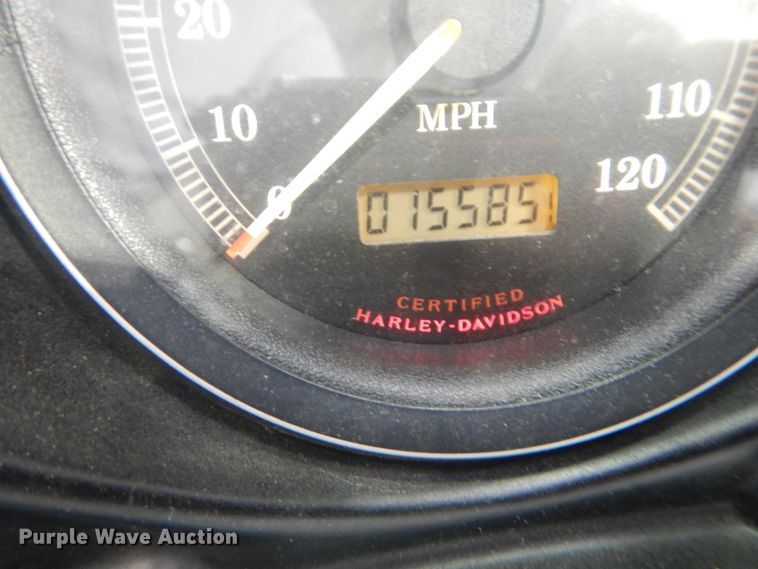 20
10
0
MPH
110
120
015585
CERTIFIED
HARLEY-DAVIDSON
Purple Wave Auction®